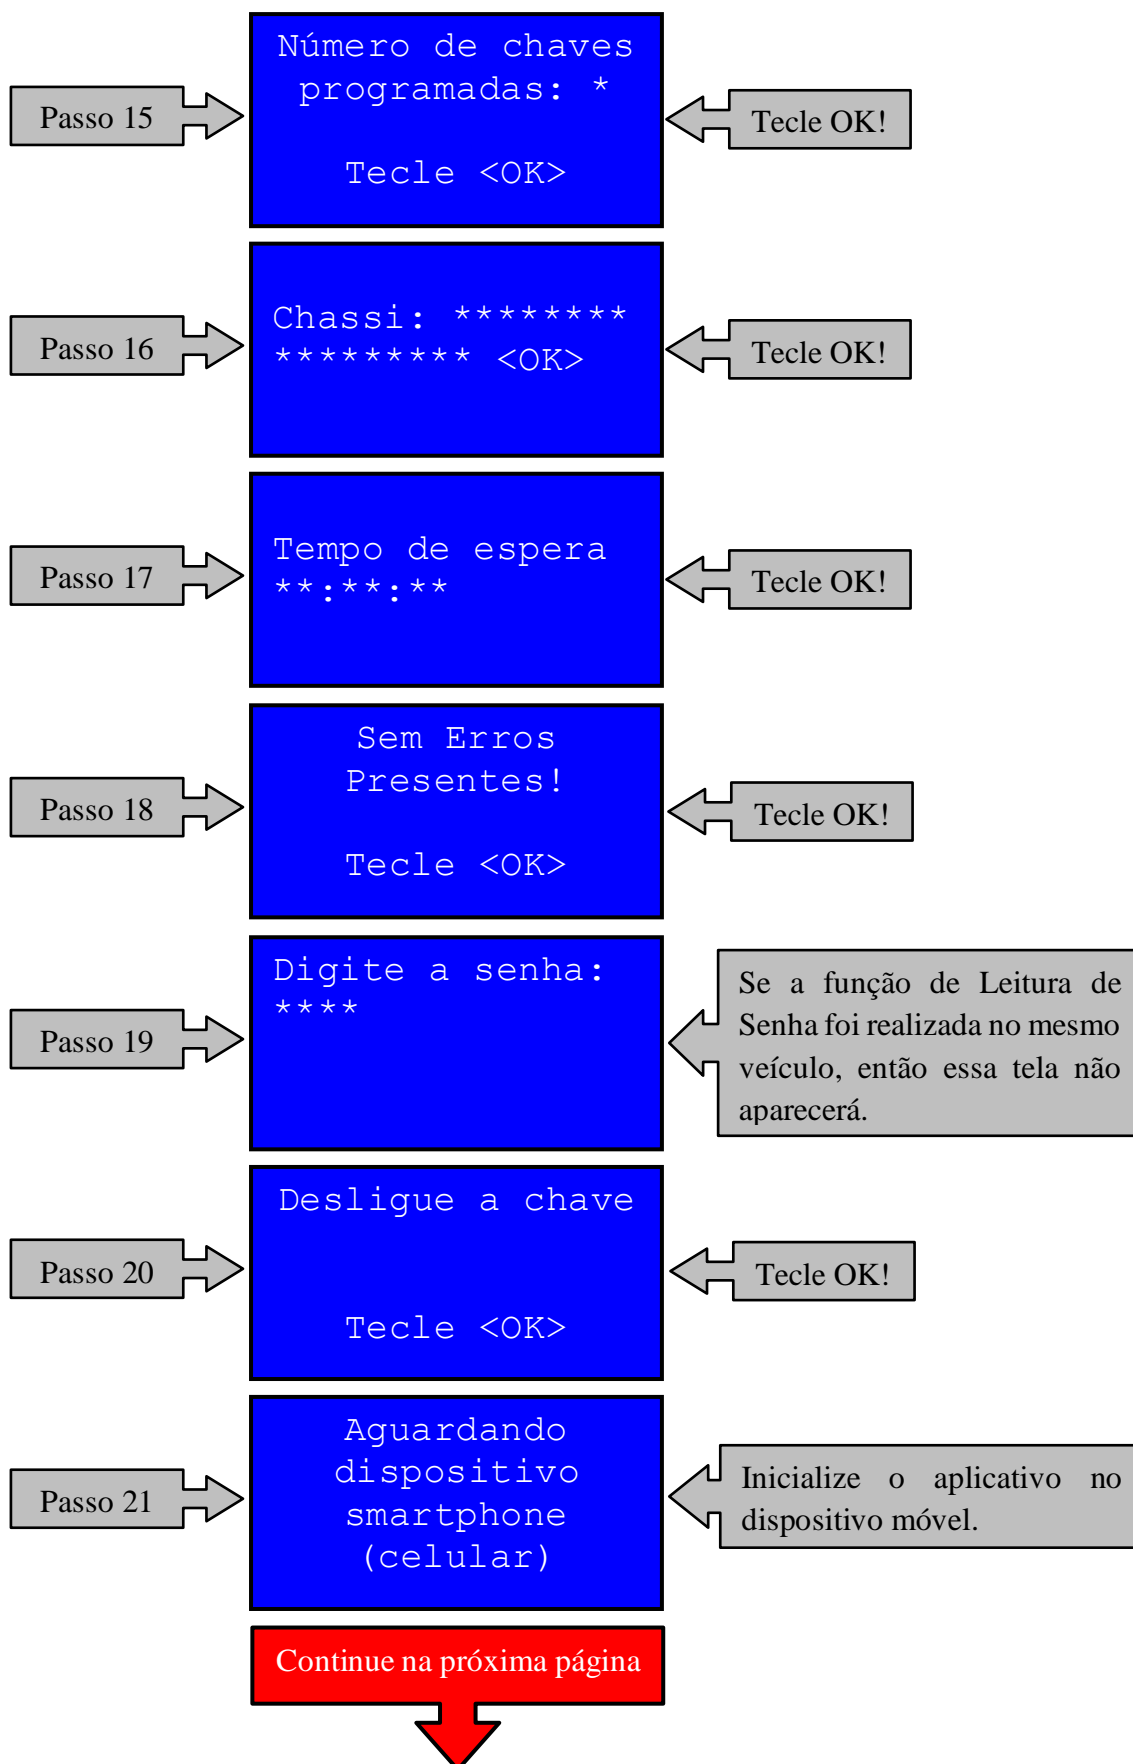 Passo 15
Número de chaves
programadas: *
Tecle <OK>
Tecle OK!
Passo 16
Chassi: ********
********* <OK>
Tecle OK!
Passo 17
Tempo de espera
**:**:**
Tecle OK!
Passo 18
Sem Erros
Presentes!
Tecle <OK>
Tecle OK!
Passo 19
Digite a senha:
****
Se a função de Leitura de
Senha foi realizada no mesmo
veículo, então essa tela não
aparecerá.
Passo 20
Desligue a chave
Tecle <OK>
Tecle OK!
Passo 21
Aguardando
dispositivo
smartphone
(celular)
Inicialize o aplicativo no
dispositivo móvel.
Continue na próxima página